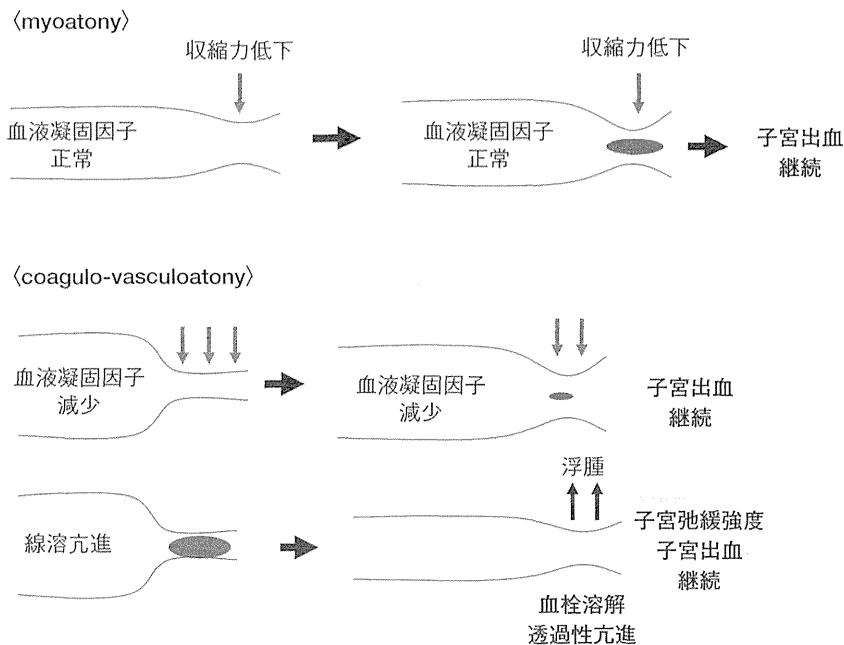 〈myoatony〉
収縮力低下
収縮力低下
血液凝固因子
正常
血液凝固因子
正常
子宮出血
継続
〈coagulo-vasculoatony〉
血液凝固因子
減少
血液凝固因子
減少
子宮出血
継続
線溶亢進
浮腫
子宮弛緩強度
子宮出血
継続
血栓溶解
透過性亢進